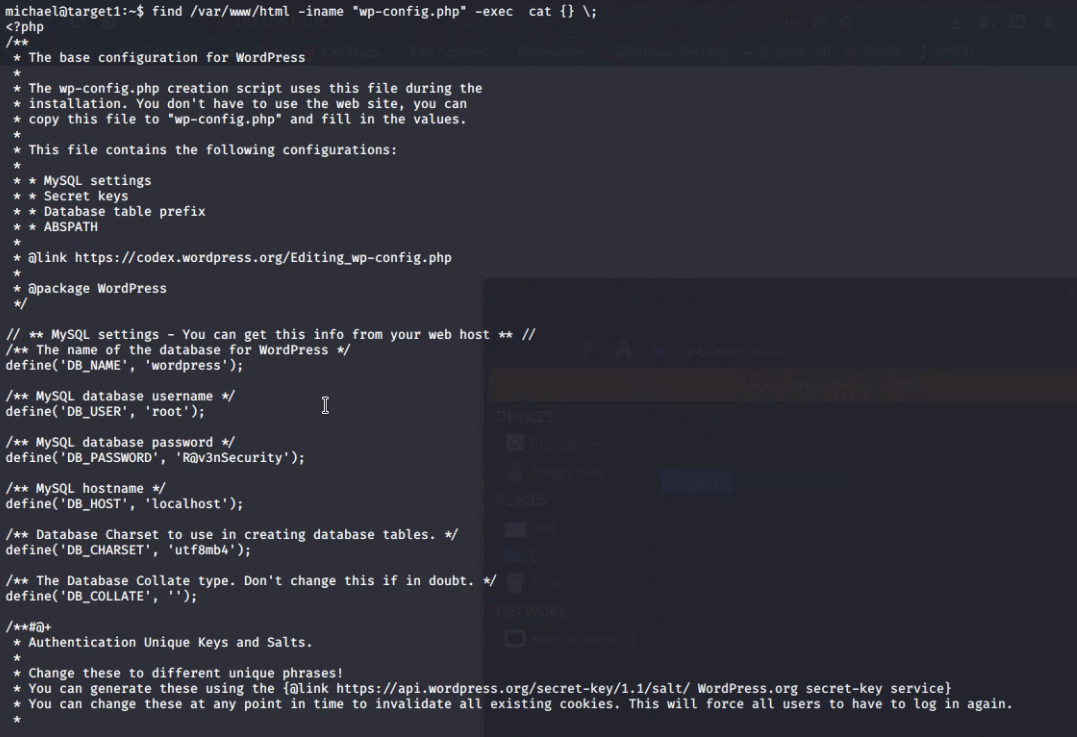 michael@target1:~$ find /var/www/html -iname "wp-config.php" -exec  cat {} \;
<?php
/**
 * The base configuration for WordPress
 *
 * The wp-config.php creation script uses this file during the
 * installation. You don't have to use the web site, you can
 * copy this file to "wp-config.php" and fill in the values.
 *
 * This file contains the following configurations:
 *
 * * MySQL settings
 * * Secret keys
 * * Database table prefix
 * * ABSPATH
 *
 * @link https://codex.wordpress.org/Editing_wp-config.php
 *
 * @package WordPress
 */

// ** MySQL settings - You can get this info from your web host ** //
/** The name of the database for WordPress */
define('DB_NAME', 'wordpress');

/** MySQL database username */
define('DB_USER', 'root');

/** MySQL database password */
define('DB_PASSWORD', 'R@v3nSecurity');

/** MySQL hostname */
define('DB_HOST', 'localhost');

/** Database Charset to use in creating database tables. */
define('DB_CHARSET', 'utf8mb4');

/** The Database Collate type. Don't change this if in doubt. */
define('DB_COLLATE', '');

/**#@+
 * Authentication Unique Keys and Salts.
 *
 * Change these to different unique phrases!
 * You can generate these using the {@link https://api.wordpress.org/secret-key/1.1/salt/ WordPress.org secret-key service}
 * You can change these at any point in time to invalidate all existing cookies. This will force all users to have to log in again.
 *
DEVICES
File System
PLACES
Desktop
NETWORK
Browse Network